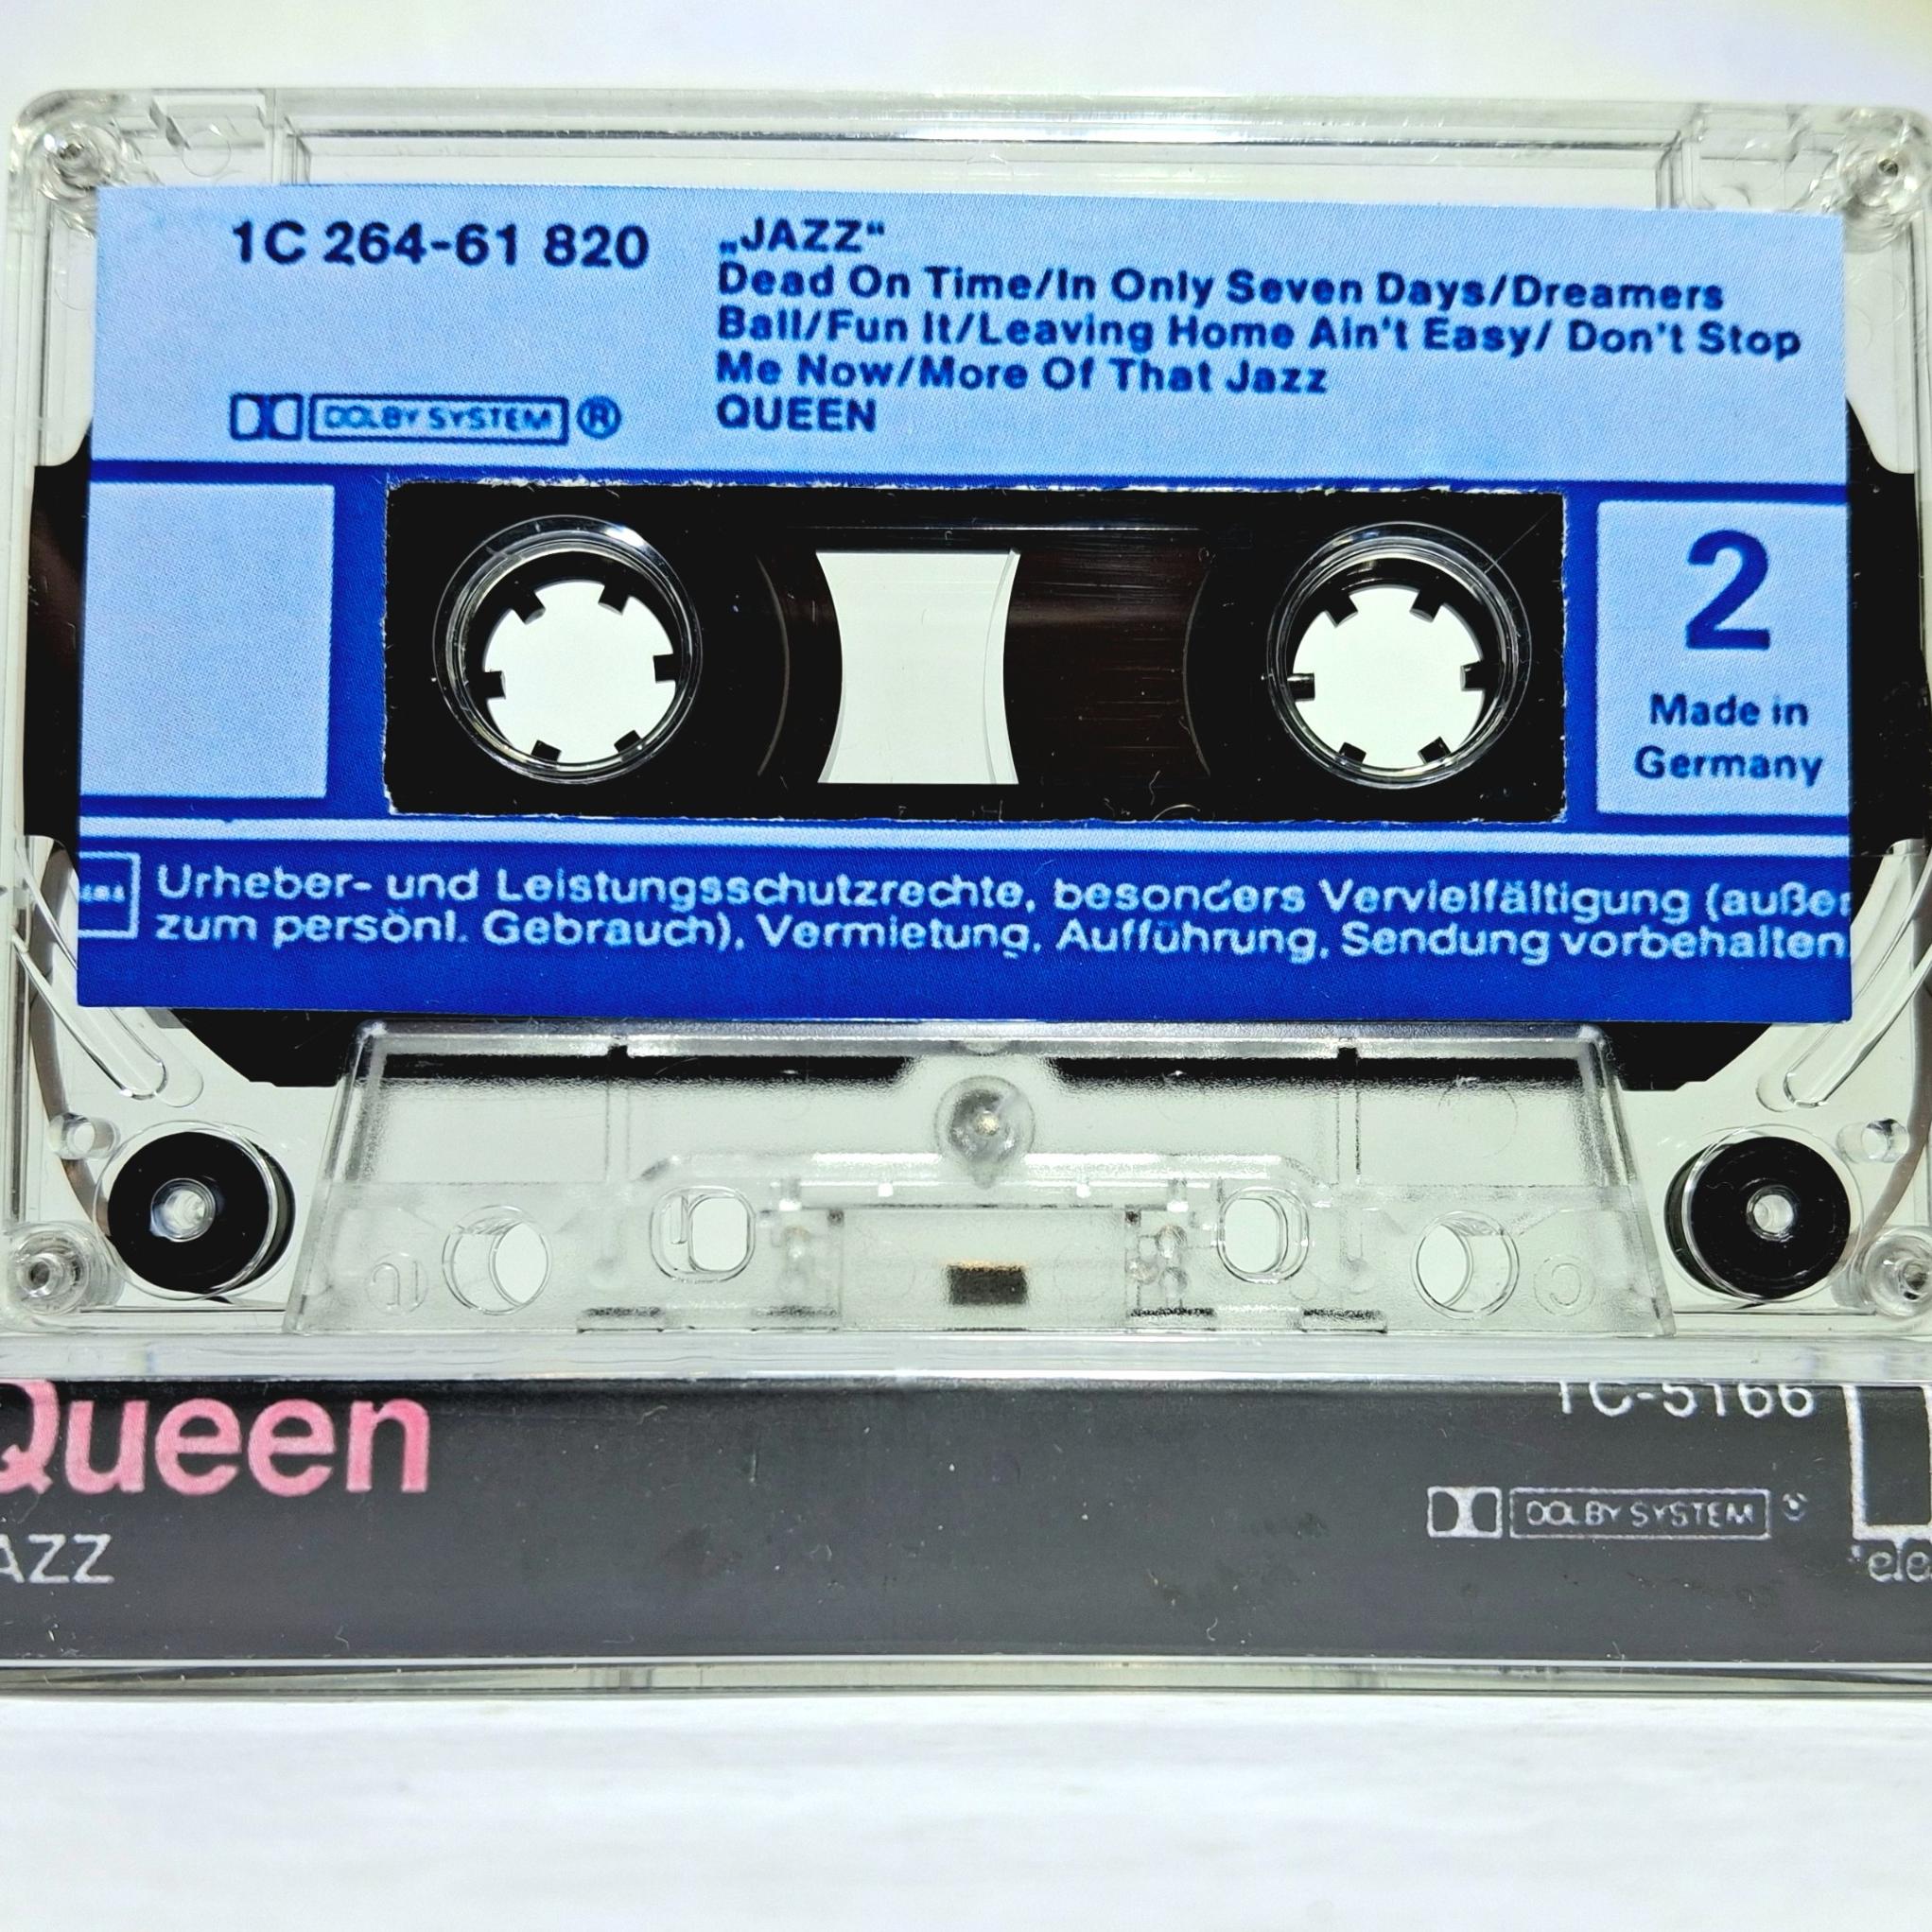 1C 264-61 820
„JAZZ“
Dead On Time/In Only Seven Days/Dreamers
Ball/Fun It/Leaving Home Ain't Easy/ Don't Stop
Me Now/More Of That Jazz
QUEEN
DOLBY SYSTEM ®
2
Made in
Germany
Urheber- und Leistungsschutzrechte, besonders Vervielfältigung (außer
zum persönl. Gebrauch), Vermietung, Aufführung, Sendung vorbehalten.
Queen
AZZ
TC-5166
DOLBY SYSTEM
ele